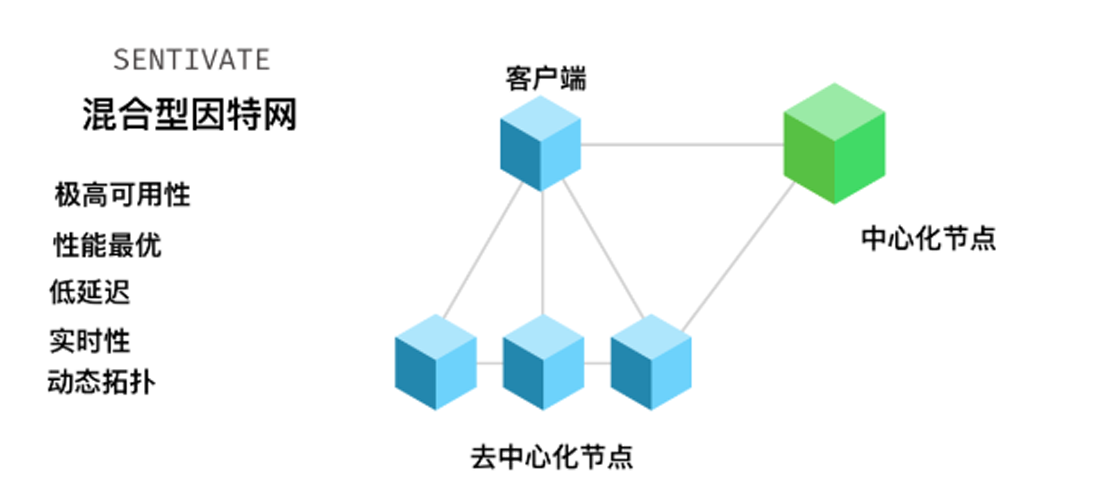 SENTIVATE
混合型因特网
极高可用性
性能最优
低延迟
实时性
动态拓扑
客户端
中心化节点
去中心化节点